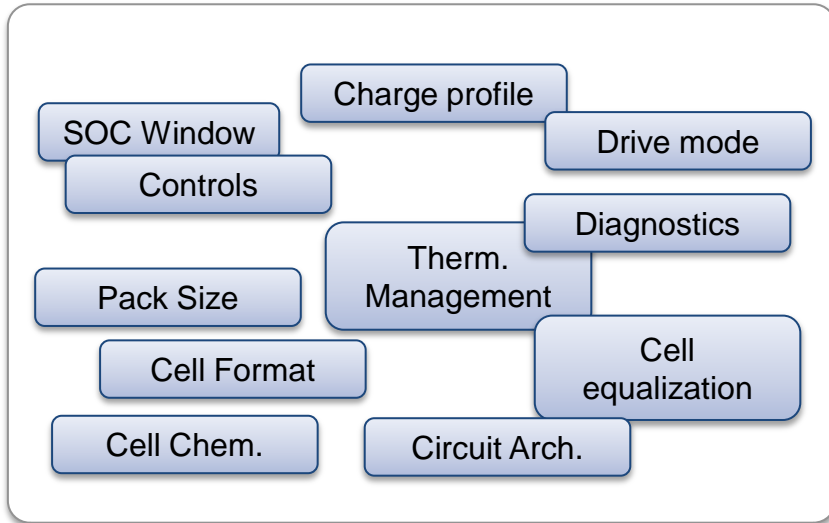 Charge profile
SOC Window
Drive mode
Controls
Diagnostics
Therm.
Management
Pack Size
Cell Format
Cell
equalization
Cell Chem.
Circuit Arch.